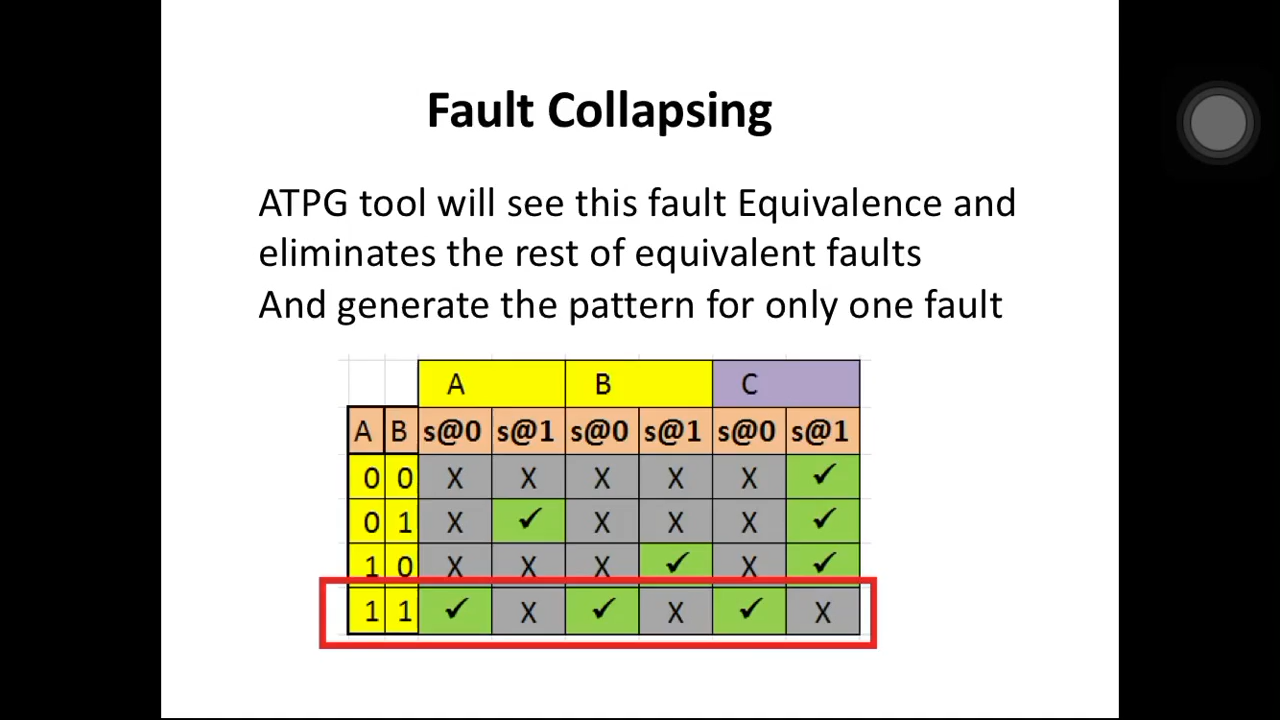 Fault Collapsing
ATPG tool will see this fault Equivalence and
eliminates the rest of equivalent faults
And generate the pattern for only one fault
A B C
A B s@0 s@1 s@0 s@1 s@0 s@1
0 0 X X X X X ✓
0 1 X ✓ X X X ✓
1 0 X X X ✓ X ✓
1 1 ✓ X ✓ X ✓ X